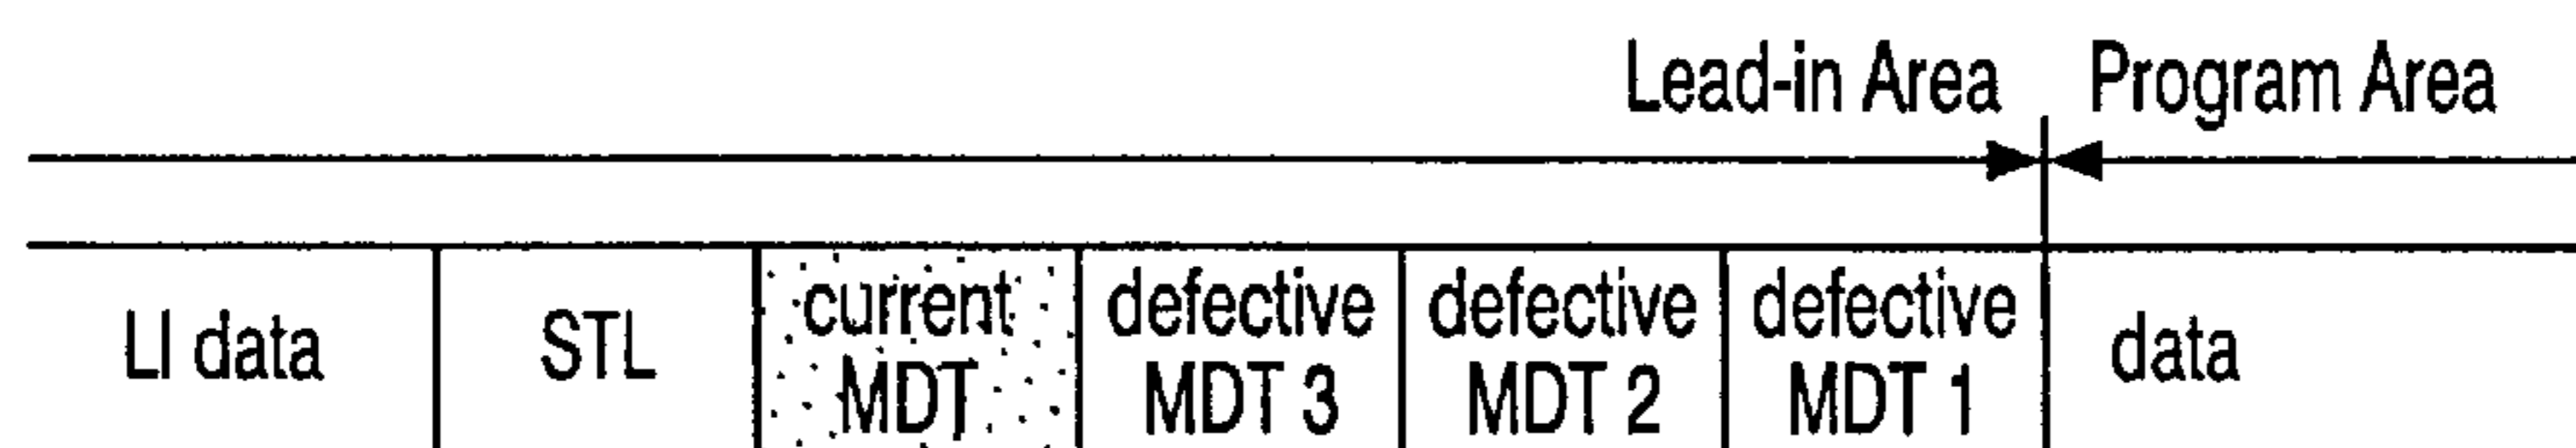 Lead-in Area Program Area
LI data STL current MDT defective MDT 3 defective MDT 2 defective MDT 1 data